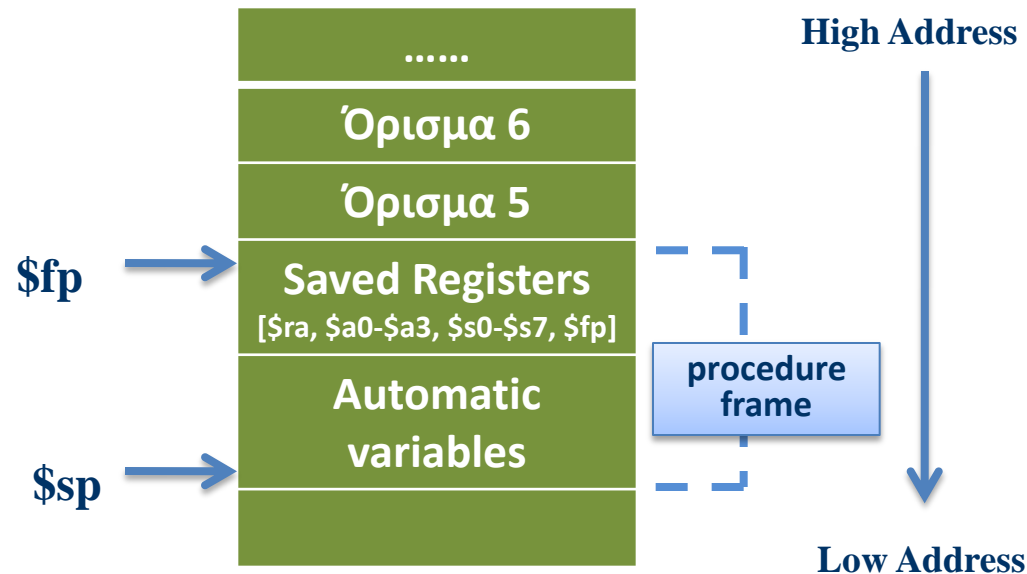 High Address
......
Όρισμα 6
Όρισμα 5
$fp
Saved Registers
[$ra, $a0-$a3, $s0-$s7, $fp]
procedure
frame
Automatic
variables
$sp
Low Address